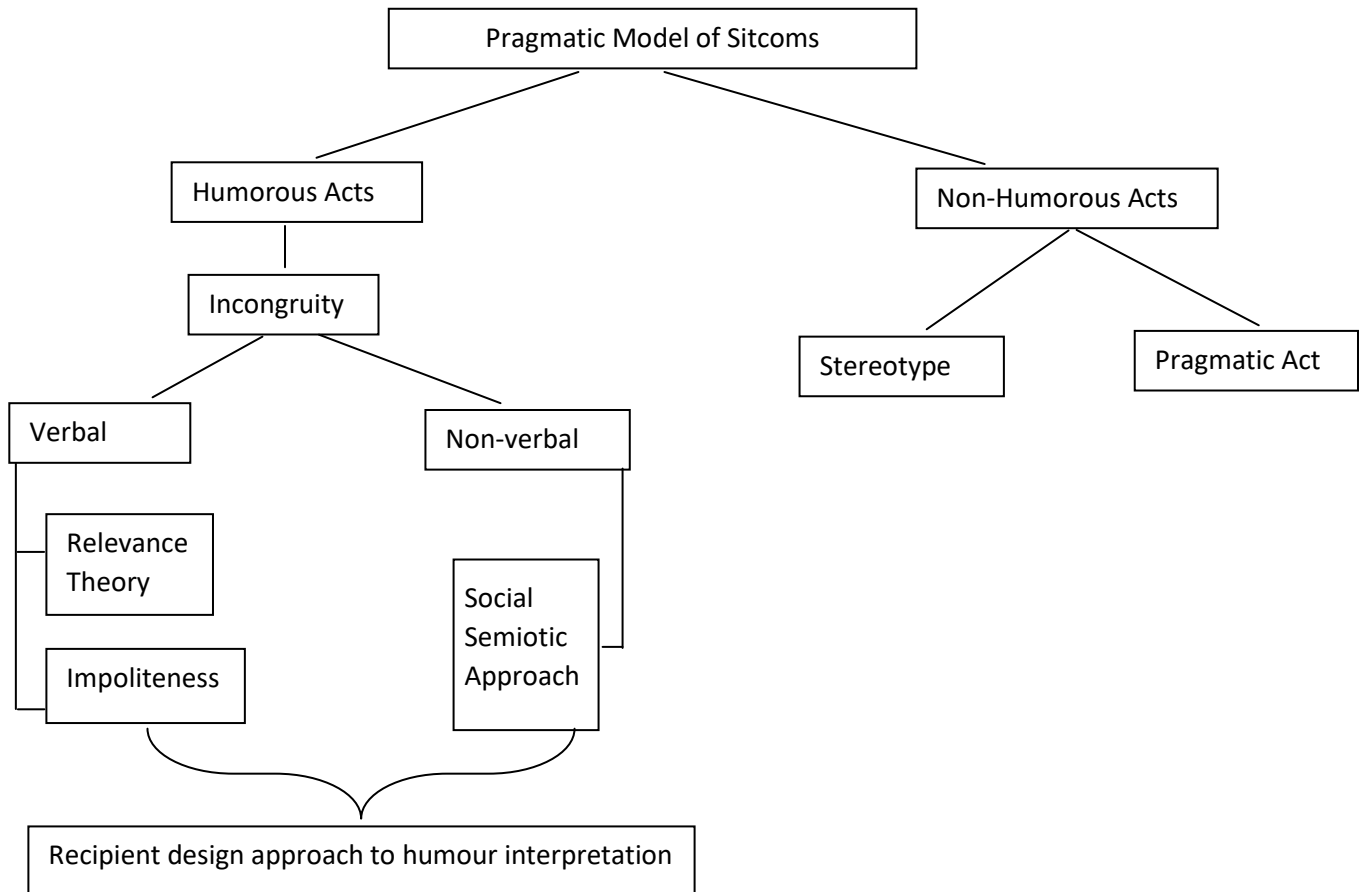 Pragmatic Model of Sitcoms
Humorous Acts
Non-Humorous Acts
Incongruity
Stereotype
Pragmatic Act
Verbal
Non-verbal
Relevance
Theory
Social
Semiotic
Approach
Impoliteness
Recipient design approach to humour interpretation